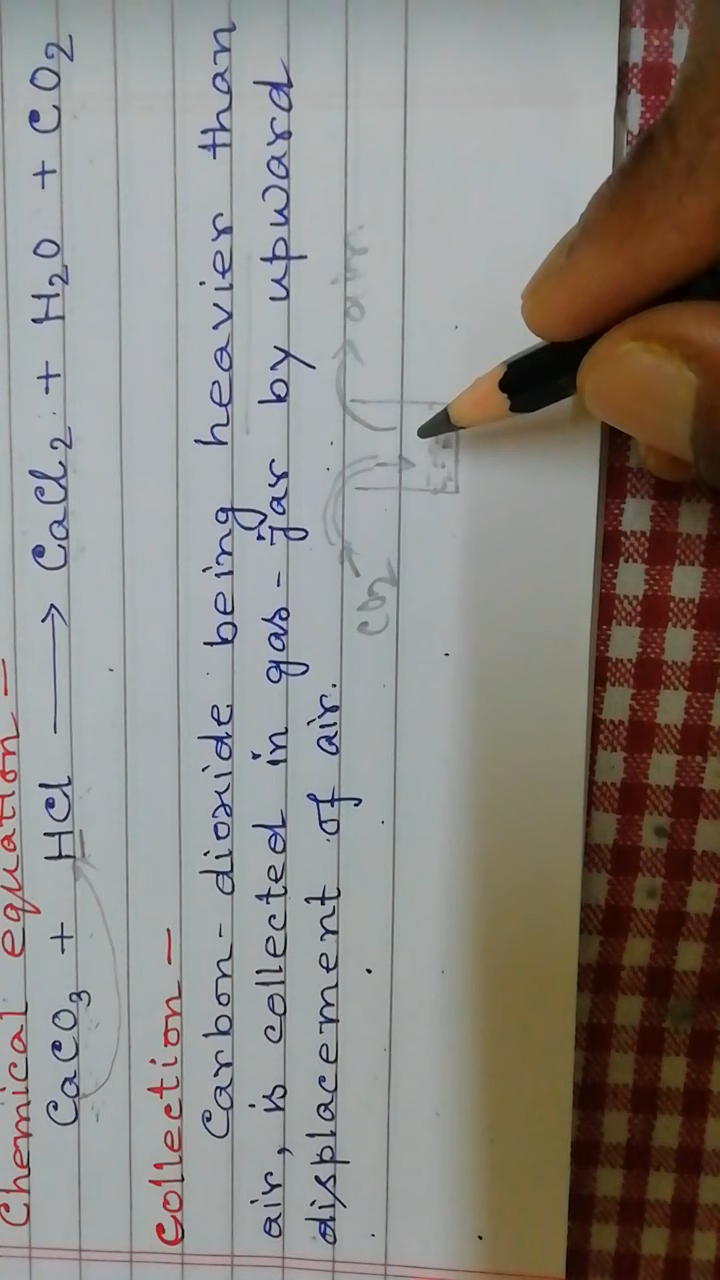 Chemical equation -
CaCO3 + HCl → CaCl2 + H2O + CO2
Collection -
Carbon-dioxide being heavier than
air, is collected in gas-jar by upward
displacement of air.
CO2
air